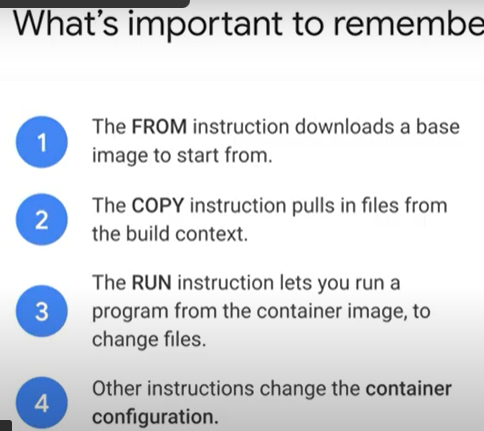 What's important to remembe
1
The FROM instruction downloads a base
image to start from.
2
The COPY instruction pulls in files from
the build context.
3
The RUN instruction lets you run a
program from the container image, to
change files.
4
Other instructions change the container
configuration.